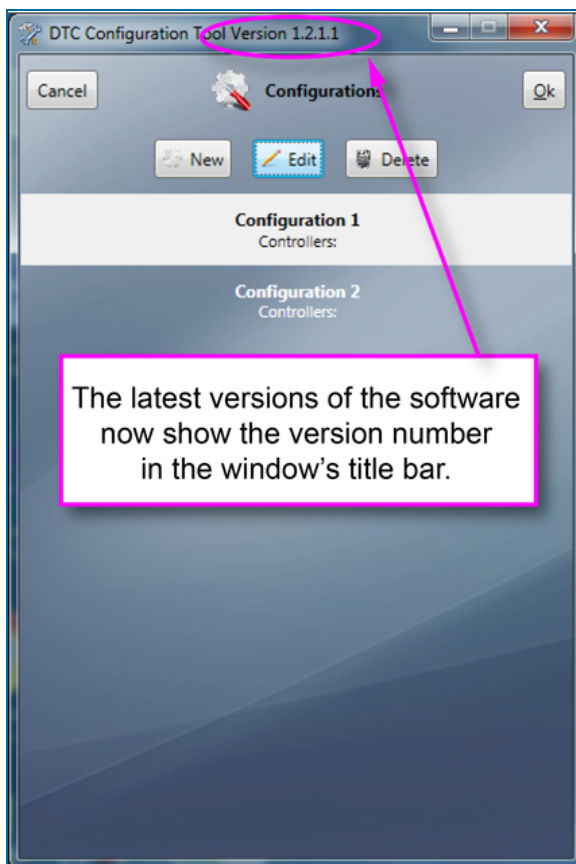 DTC Configuration Tool Version 1.2.1.1
Cancel
Configurations
Ok
New
Edit
Delete
Configuration 1
Controllers:
Configuration 2
Controllers:
The latest versions of the software
now show the version number
in the window’s title bar.